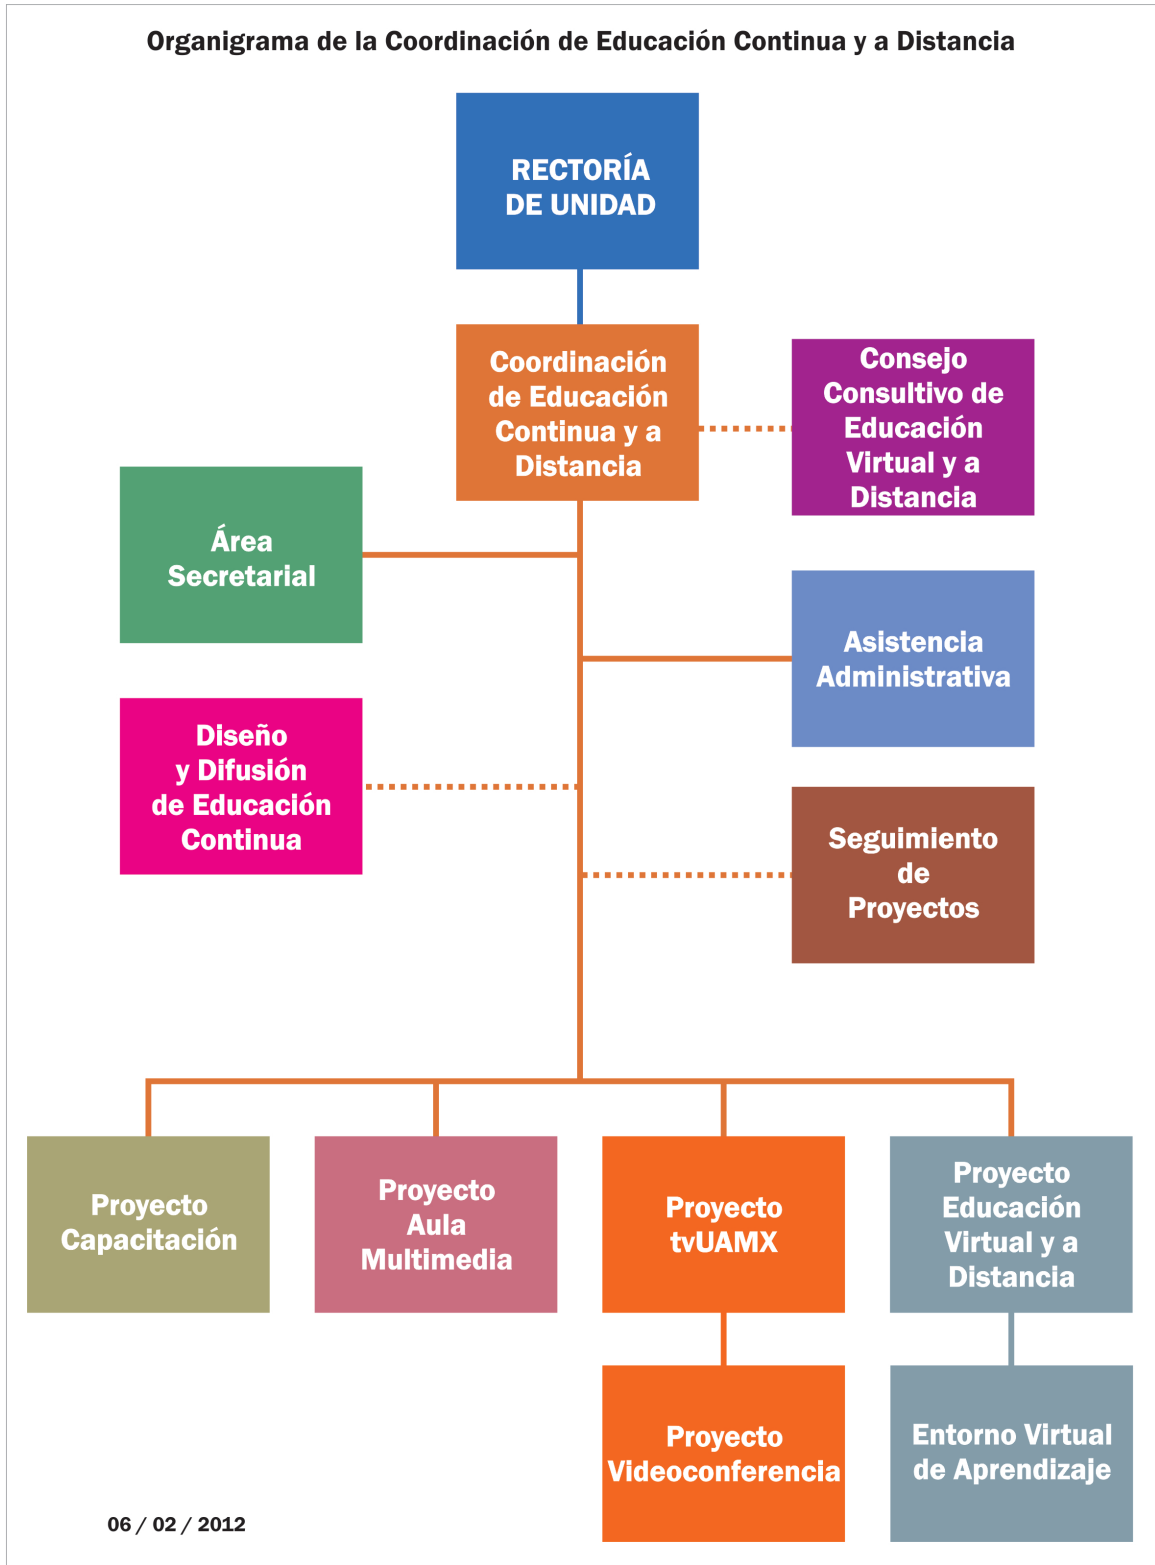 Organigrama de la Coordinación de Educación Continua y a Distancia
RECTORÍA
DE UNIDAD
Coordinación
de Educación
Continua y a
Distancia
Consejo
Consultivo de
Educación
Virtual y a
Distancia
Área
Secretarial
Asistencia
Administrativa
Diseño
y Difusión
de Educación
Continua
Seguimiento
de
Proyectos
Proyecto
Capacitación
Proyecto
Aula
Multimedia
Proyecto
tvUAMX
Proyecto
Educación
Virtual y a
Distancia
Proyecto
Videoconferencia
Entorno Virtual
de Aprendizaje
06 / 02 / 2012